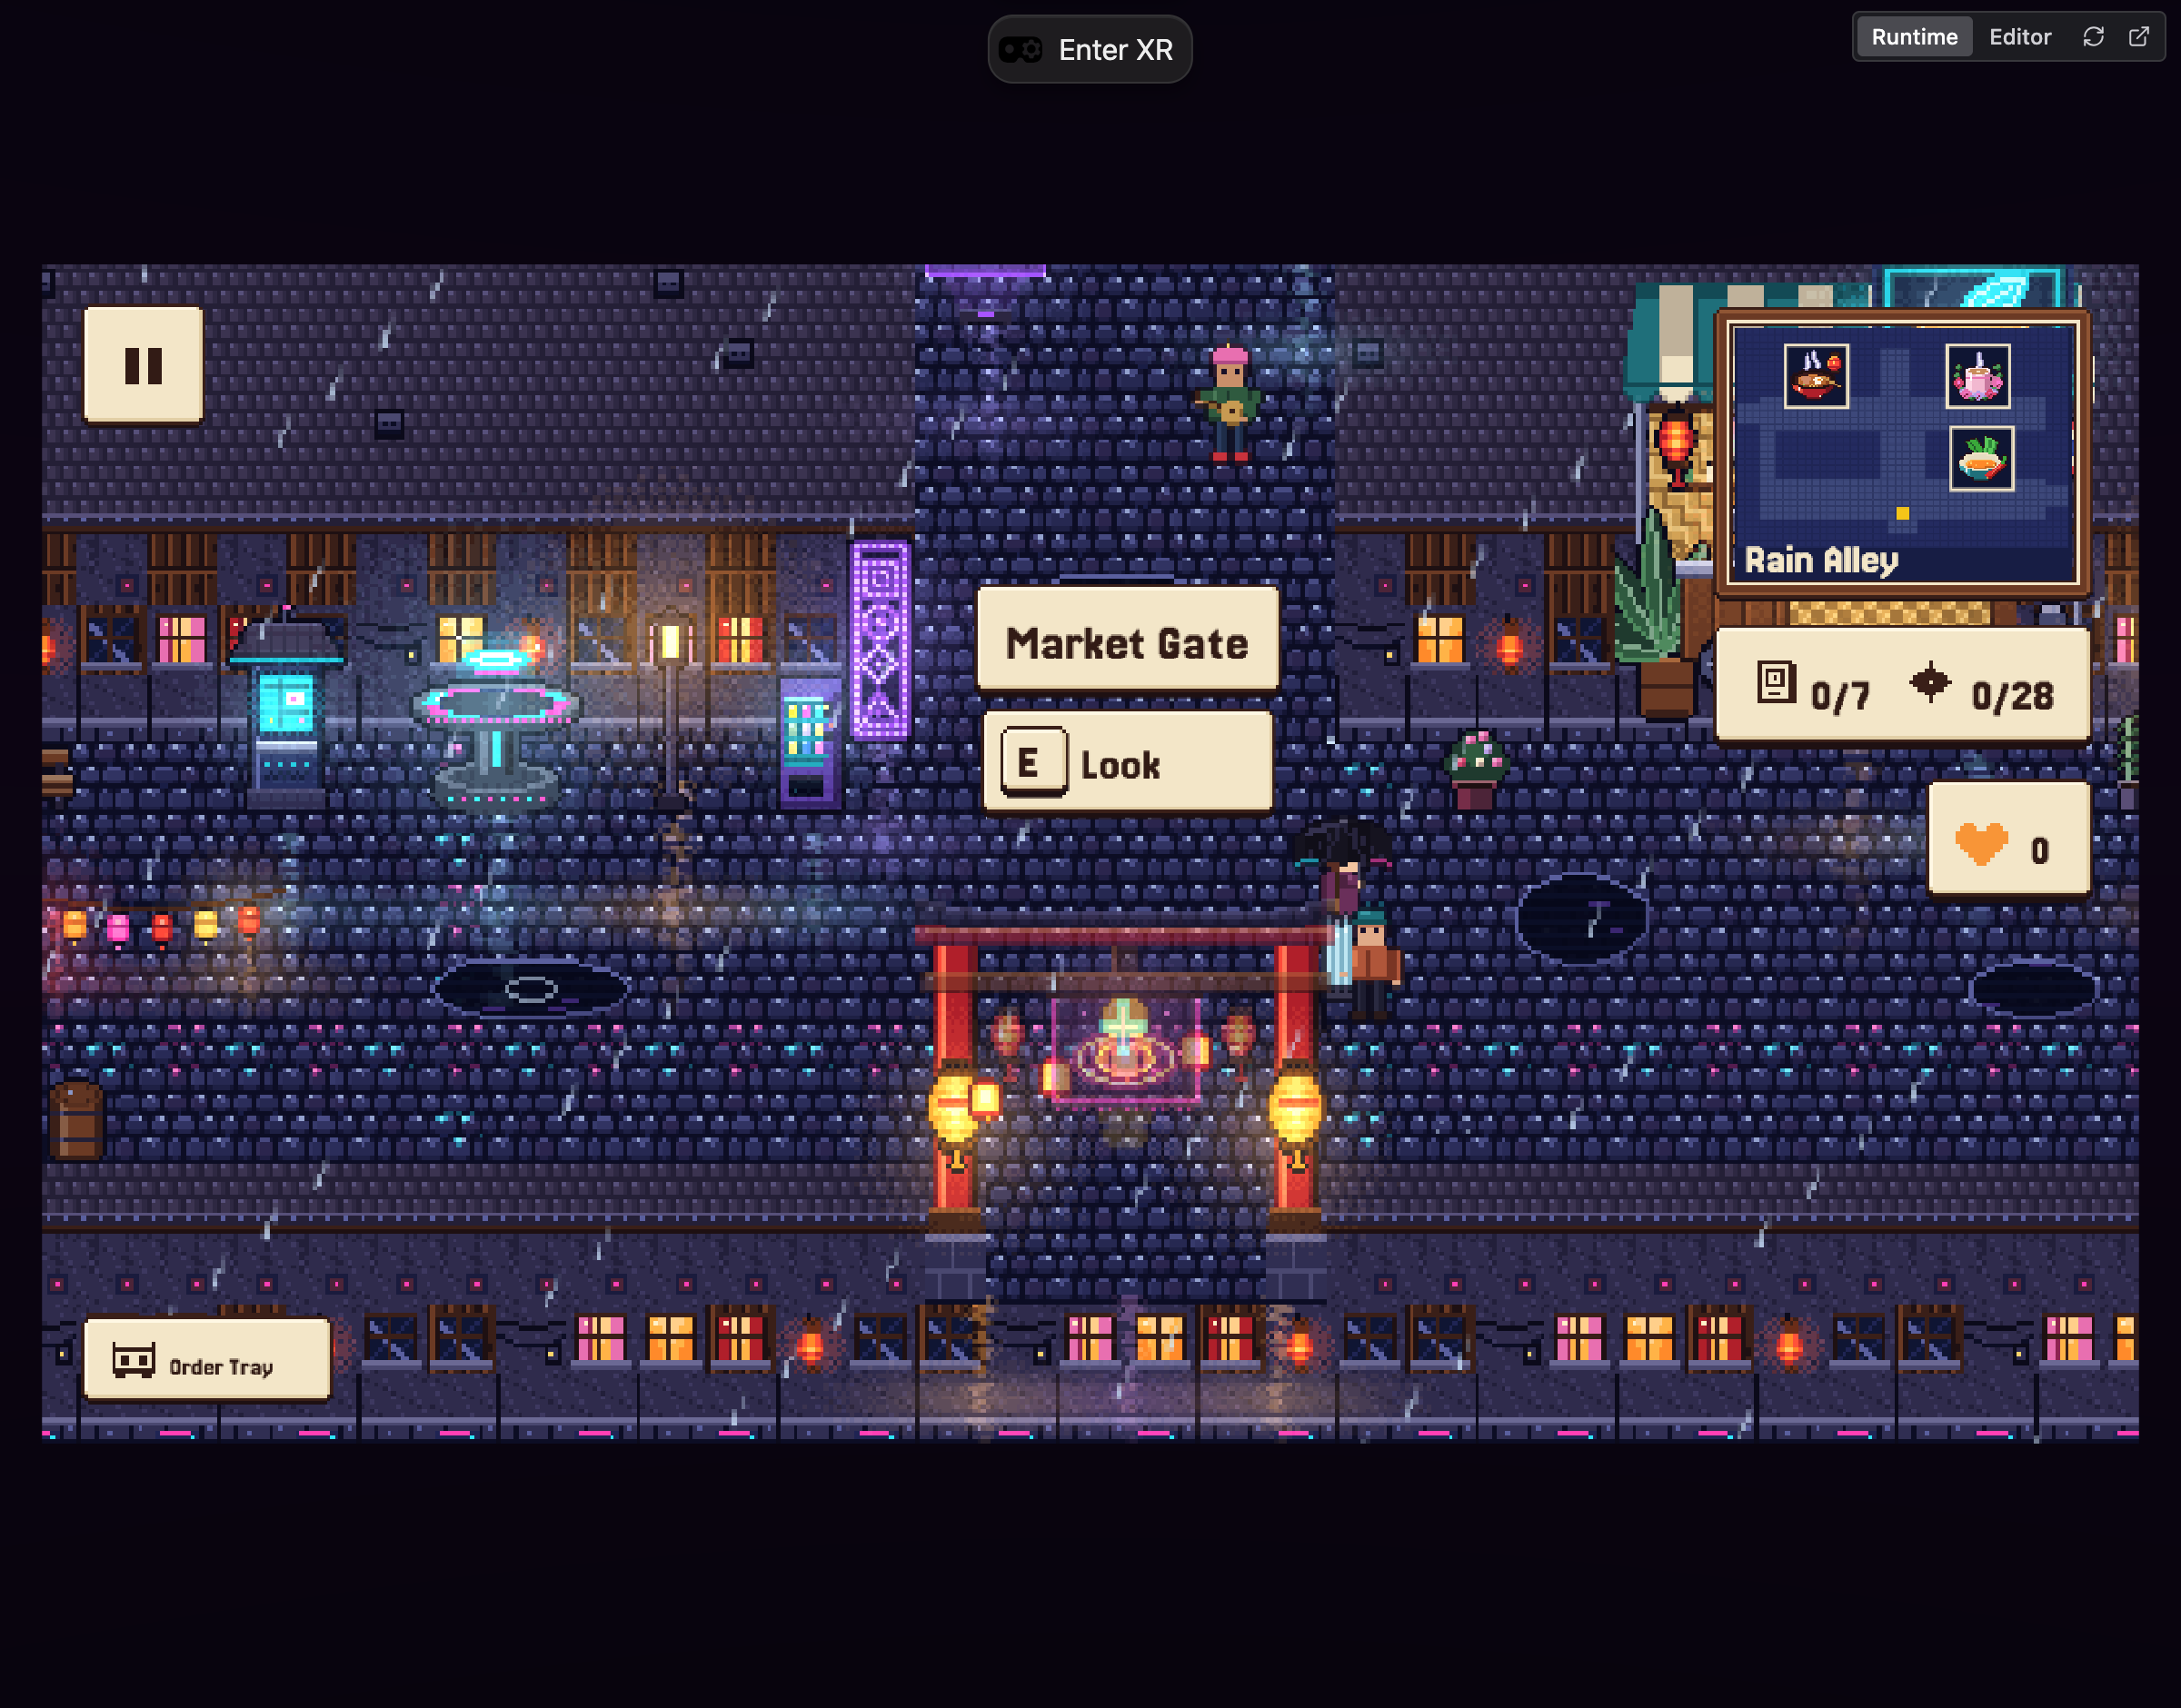 Enter XR
Runtime Editor
Rain Alley
Market Gate
E Look
0/7 0/28
0
Order Tray